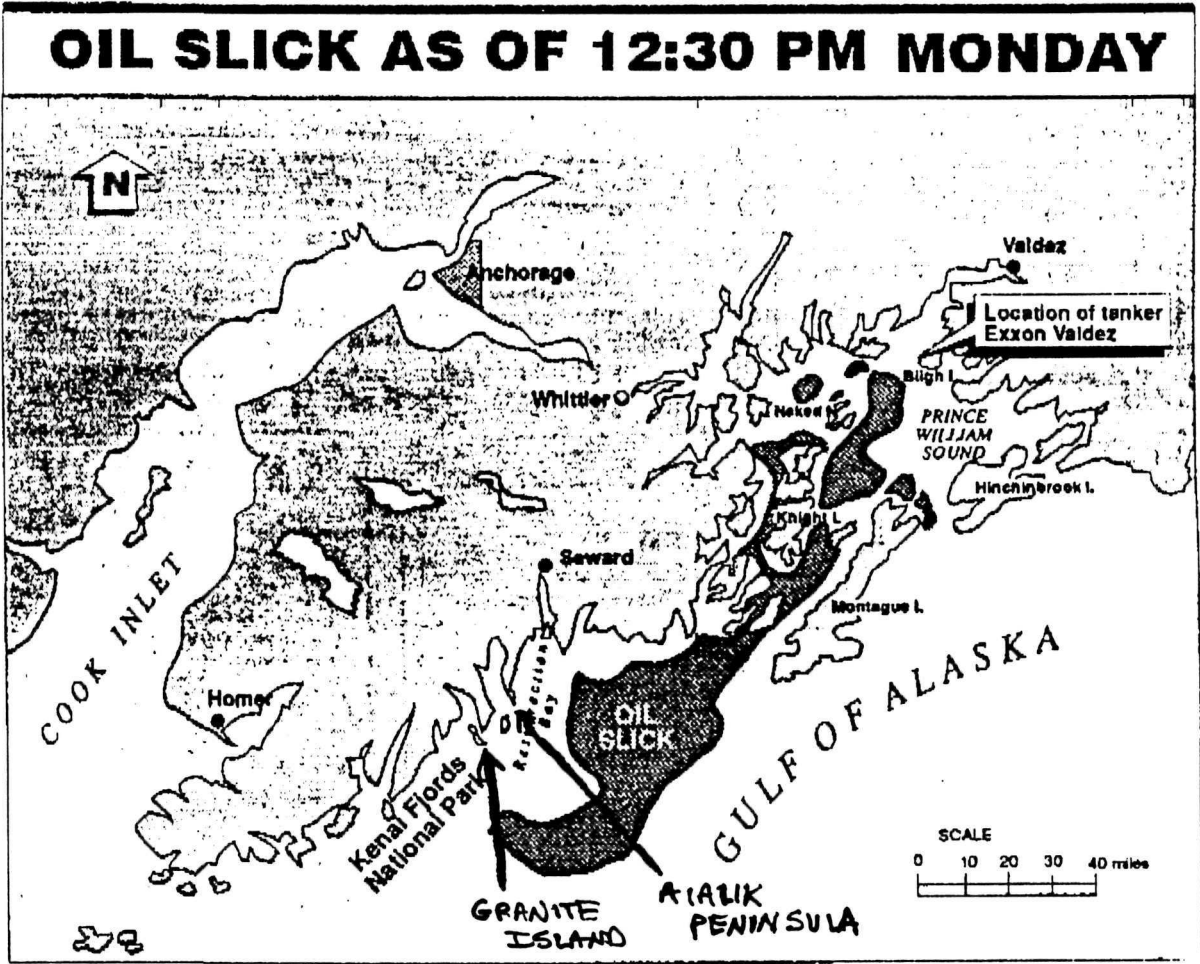 OIL SLICK AS OF 12:30 PM MONDAY
N
Anchorage
Valdez
Location of tanker
Exxon Valdez
Bligh I.
Whittier
Naked I.
PRINCE
WILLIAM
SOUND
Hinchinbrook I.
Knight I.
Seward
Montague I.
COOK INLET
Homer
Resurrection
Bay
OIL
SLICK
GULF OF ALASKA
Kenai Fjords
National Park
SCALE
0 10 20 30 40 miles
GRANITE
ISLAND
AIALIK
PENINSULA